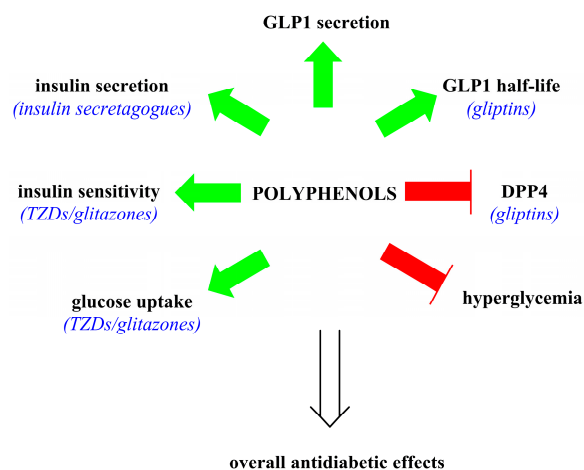 GLP1 secretion
insulin secretion
(insulin secretagogues)
GLP1 half-life
(gliptins)
insulin sensitivity
(TZDs/glitazones)
POLYPHENOLS
DPP4
(gliptins)
glucose uptake
(TZDs/glitazones)
hyperglycemia
overall antidiabetic effects